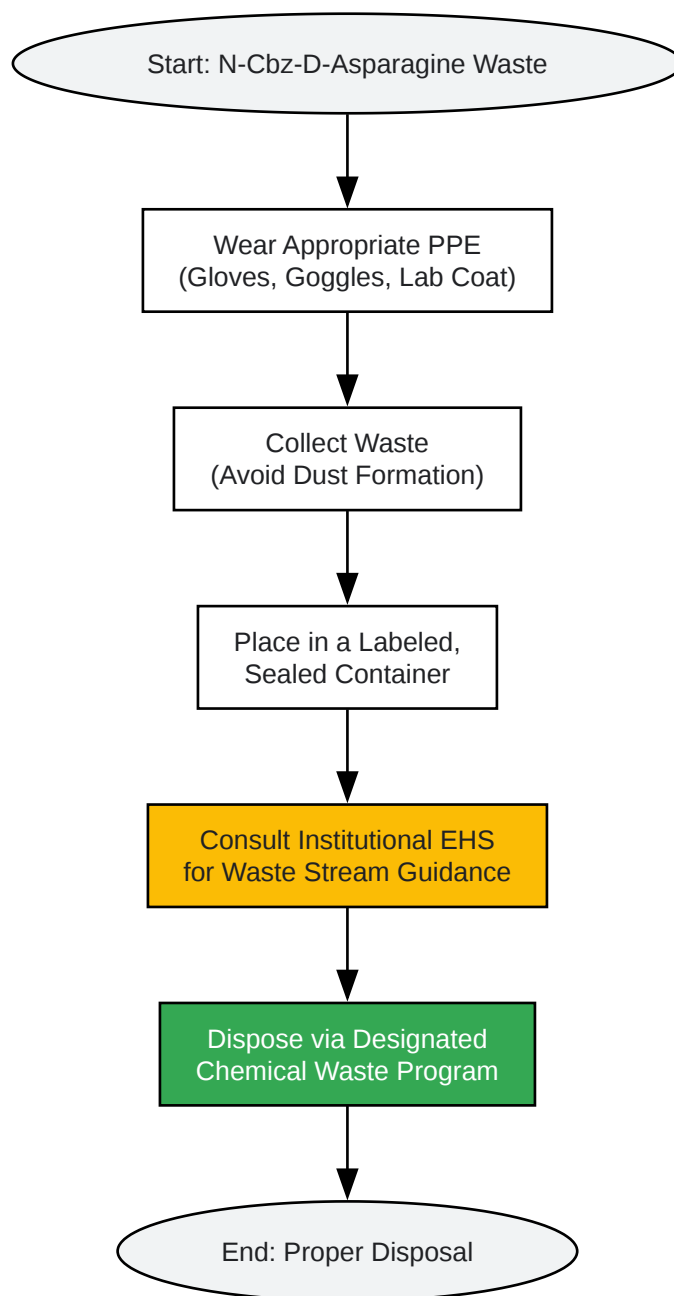 Start: N-Cbz-D-Asparagine Waste
Wear Appropriate PPE
(Gloves, Goggles, Lab Coat)
Collect Waste
(Avoid Dust Formation)
Place in a Labeled,
Sealed Container
Consult Institutional EHS
for Waste Stream Guidance
Dispose via Designated
Chemical Waste Program
End: Proper Disposal